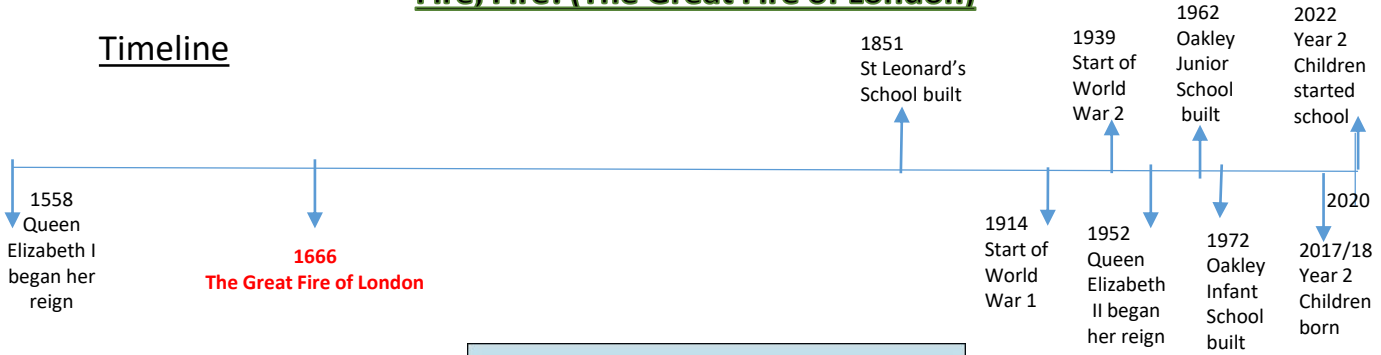 Fire, Fire! (The Great Fire of London)
Timeline
1851
St Leonard's
School built
1939
Start of
World
War 2
1962
Oakley
Junior
School
built
2022
Year 2
Children
started
school
1558
Queen
Elizabeth I
began her
reign
1666
The Great Fire of London
1914
Start of
World
War 1
1952
Queen
Elizabeth
II began
her reign
1972
Oakley
Infant
School
built
2020
2017/18
Year 2
Children
born